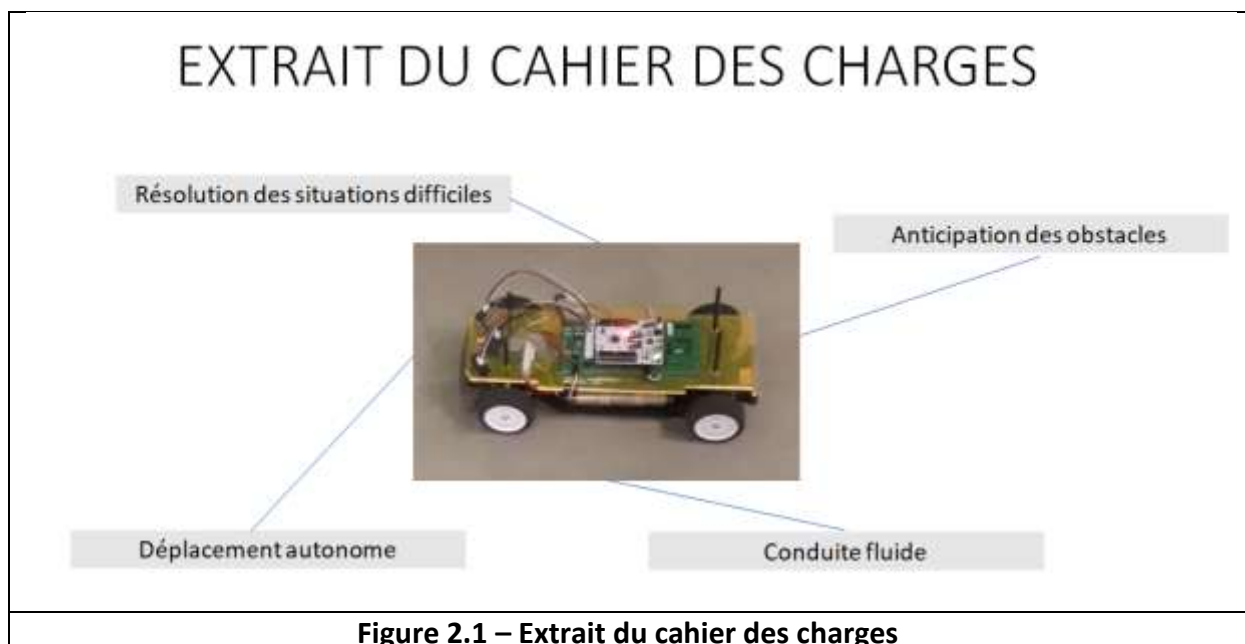 EXTRAIT DU CAHIER DES CHARGES
Résolution des situations difficiles
Anticipation des obstacles
Déplacement autonome
Conduite fluide
Figure 2.1 – Extrait du cahier des charges